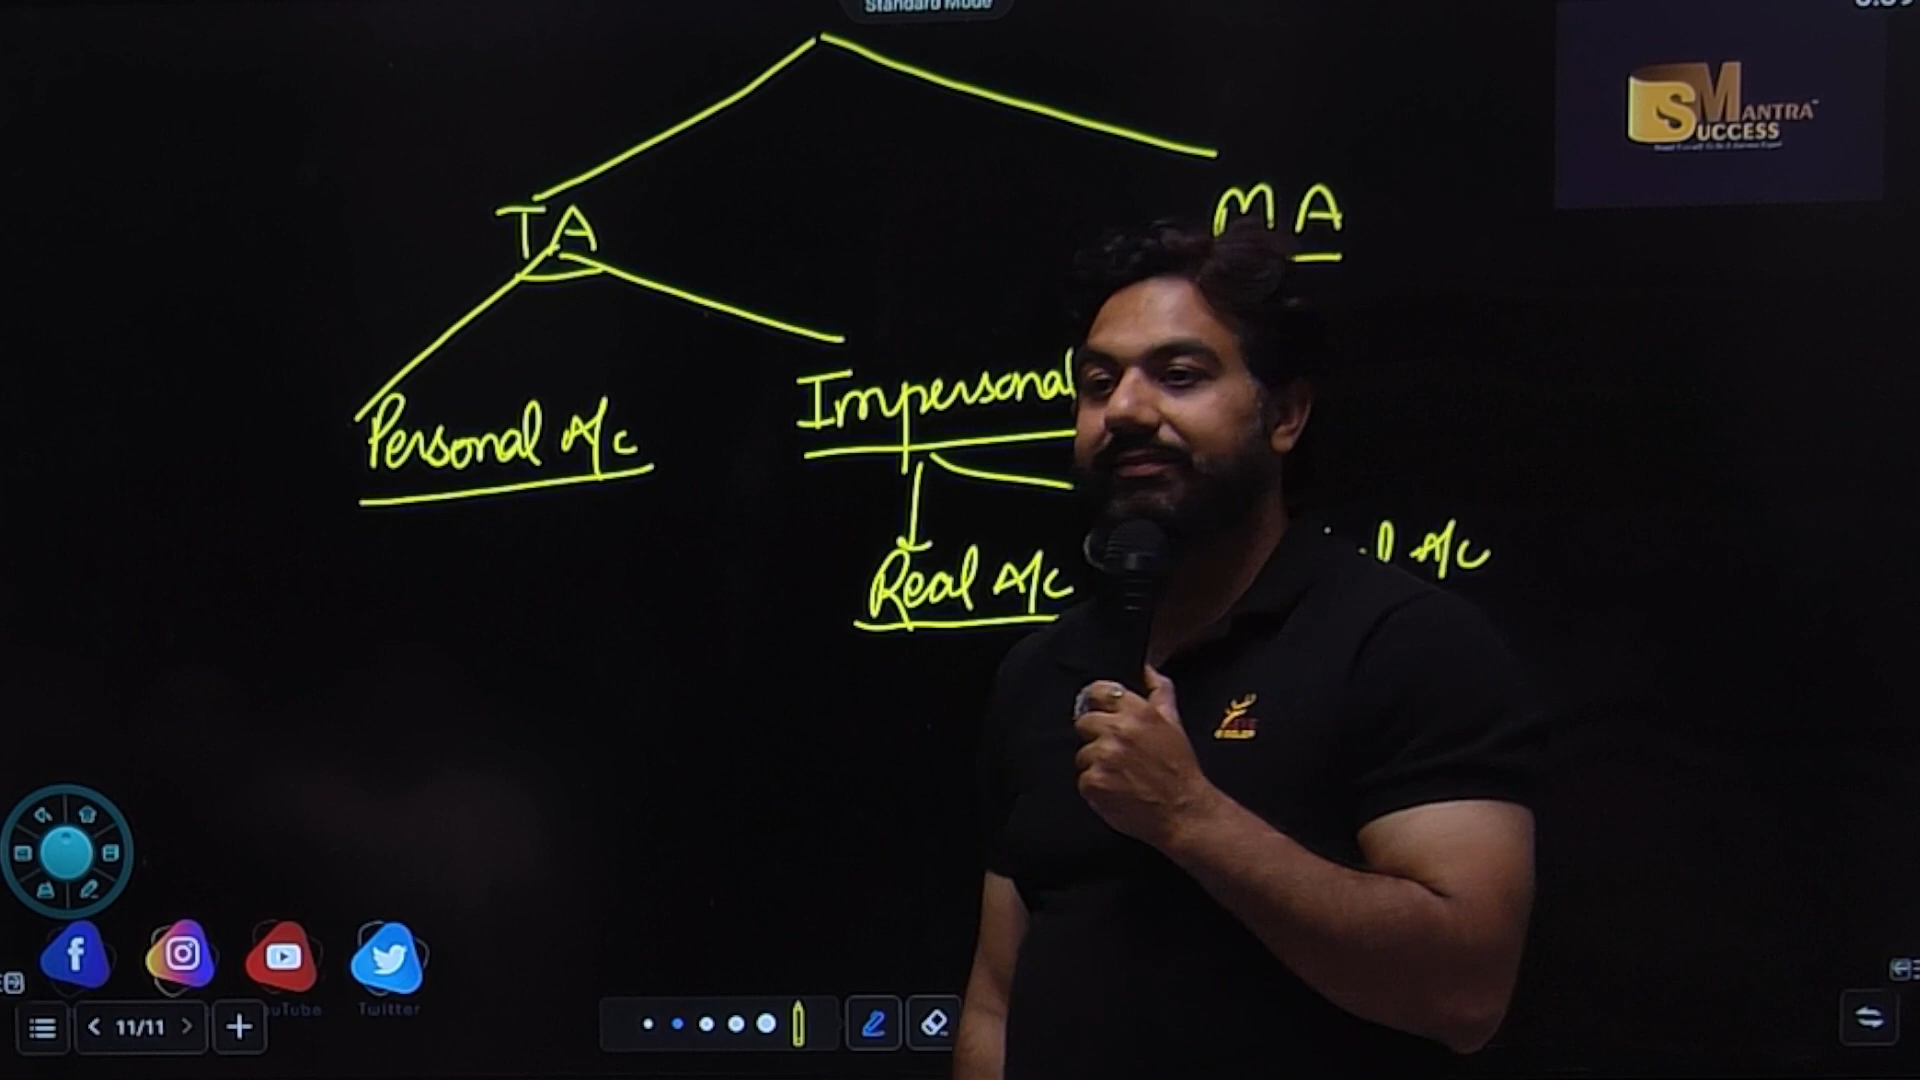 Standard Mode
SMANTRA
SUCCESS
TA
MA
Impersonal
Personal A/c
A/c
Real A/c
Twitter
11/11